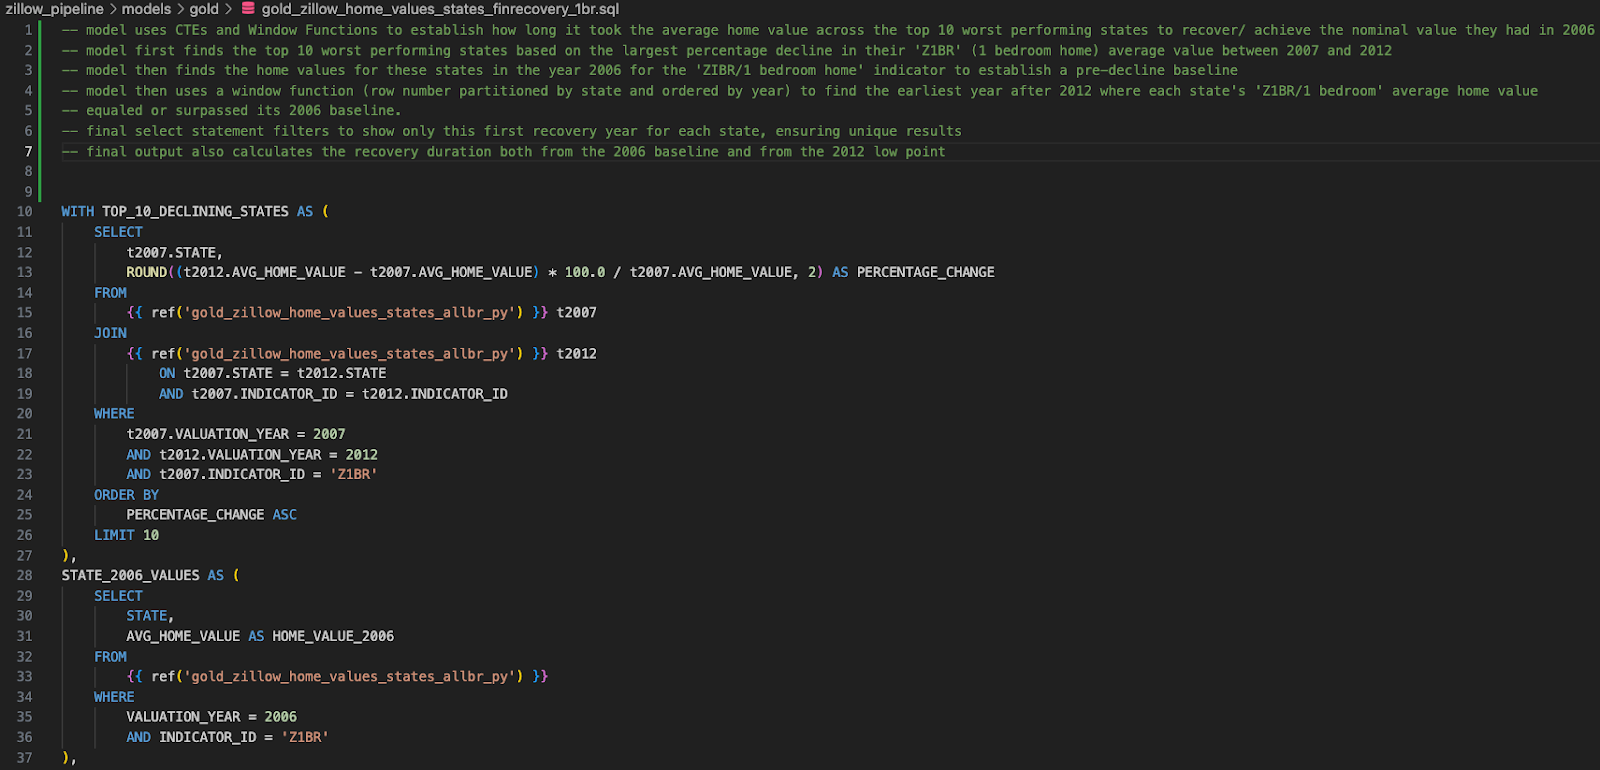 zillow_pipeline > models > gold > gold_zillow_home_values_states_finrecovery_1br.sql
1 -- model uses CTEs and Window Functions to establish how long it took the average home value across the top 10 worst performing states to recover/ achieve the nominal value they had in 2006
2 -- model first finds the top 10 worst performing states based on the largest percentage decline in their 'Z1BR' (1 bedroom home) average value between 2007 and 2012
3 -- model then finds the home values for these states in the year 2006 for the 'ZIBR/1 bedroom home' indicator to establish a pre-decline baseline
4 -- model then uses a window function (row number partitioned by state and ordered by year) to find the earliest year after 2012 where each state's 'Z1BR/1 bedroom' average home value
5 -- equaled or surpassed its 2006 baseline.
6 -- final select statement filters to show only this first recovery year for each state, ensuring unique results
7 -- final output also calculates the recovery duration both from the 2006 baseline and from the 2012 low point
8
9
10 WITH TOP_10_DECLINING_STATES AS (
11 SELECT
12 t2007.STATE,
13 ROUND((t2012.AVG_HOME_VALUE - t2007.AVG_HOME_VALUE) * 100.0 / t2007.AVG_HOME_VALUE, 2) AS PERCENTAGE_CHANGE
14 FROM
15 {{ ref('gold_zillow_home_values_states_allbr_py') }} t2007
16 JOIN
17 {{ ref('gold_zillow_home_values_states_allbr_py') }} t2012
18 ON t2007.STATE = t2012.STATE
19 AND t2007.INDICATOR_ID = t2012.INDICATOR_ID
20 WHERE
21 t2007.VALUATION_YEAR = 2007
22 AND t2012.VALUATION_YEAR = 2012
23 AND t2007.INDICATOR_ID = 'Z1BR'
24 ORDER BY
25 PERCENTAGE_CHANGE ASC
26 LIMIT 10
27 ),
28 STATE_2006_VALUES AS (
29 SELECT
30 STATE,
31 AVG_HOME_VALUE AS HOME_VALUE_2006
32 FROM
33 {{ ref('gold_zillow_home_values_states_allbr_py') }}
34 WHERE
35 VALUATION_YEAR = 2006
36 AND INDICATOR_ID = 'Z1BR'
37 ),